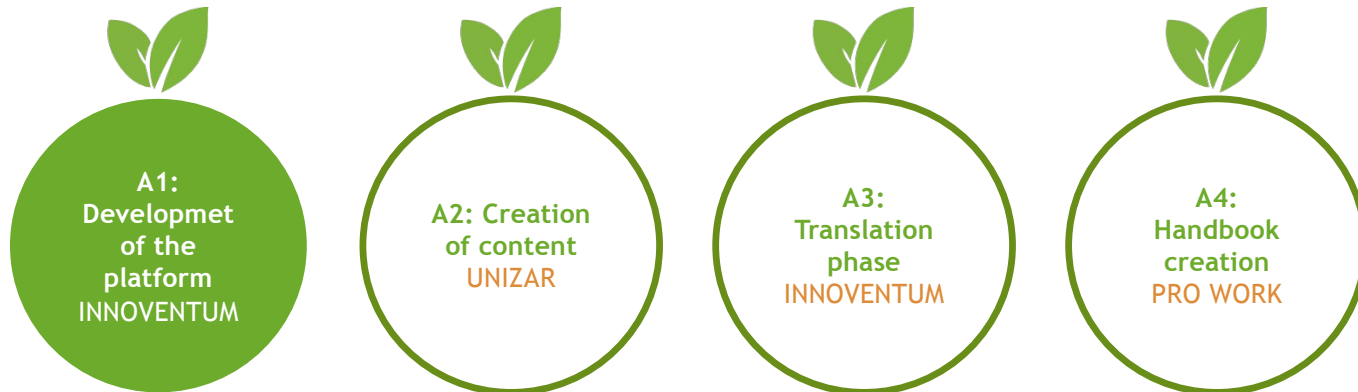 A1:
Developmet
of the
platform
INNOVENTUM
A2: Creation
of content
UNIZAR
A3:
Translation
phase
INNOVENTUM
A4:
Handbook
creation
PRO WORK